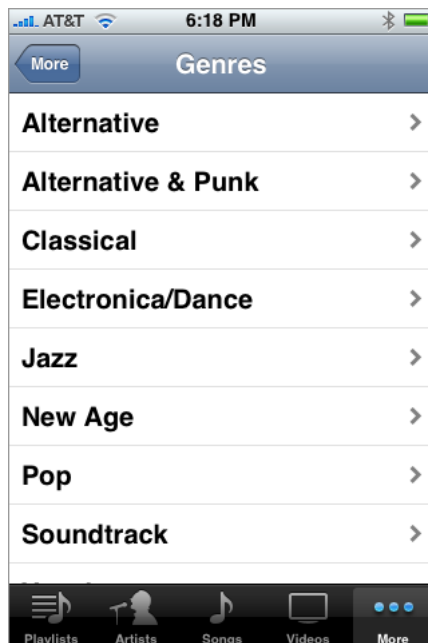 AT&T 6:18 PM
More Genres
Alternative
Alternative & Punk
Classical
Electronica/Dance
Jazz
New Age
Pop
Soundtrack
Playlists Artists Songs Videos More